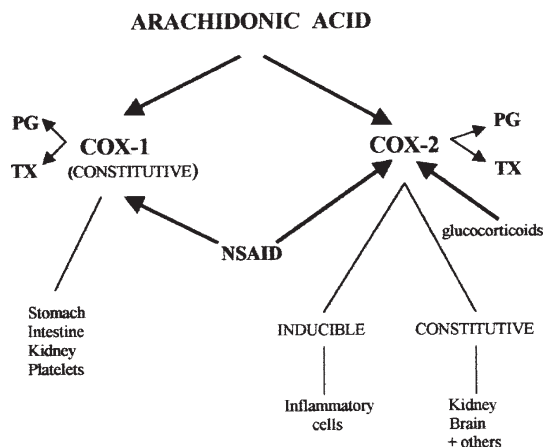 ARACHIDONIC ACID
PG
TX
COX-1
(CONSTITUTIVE)
COX-2
PG
TX
glucocorticoids
NSAID
Stomach
Intestine
Kidney
Platelets
INDUCIBLE
CONSTITUTIVE
Inflammatory
cells
Kidney
Brain
+ others